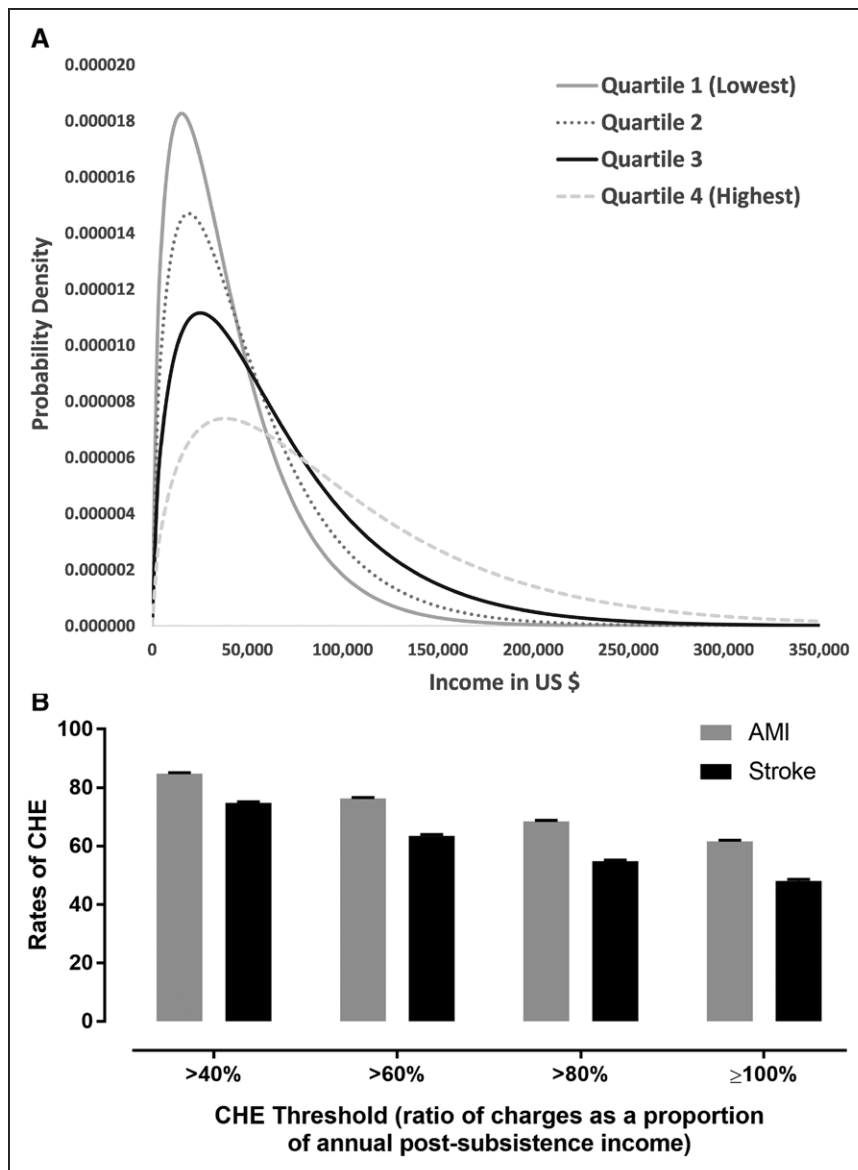 A
0.000020
0.000018
0.000016
0.000014
0.000012
0.000010
0.000008
0.000006
0.000004
0.000002
0.000000
Probability Density
Quartile 1 (Lowest)
Quartile 2
Quartile 3
Quartile 4 (Highest)
0 50,000 100,000 150,000 200,000 250,000 300,000 350,000
Income in US $
B
100
80
60
40
20
0
Rates of CHE
AMI
Stroke
>40% >60% >80% ≥100%
CHE Threshold (ratio of charges as a proportion
of annual post-subsistence income)